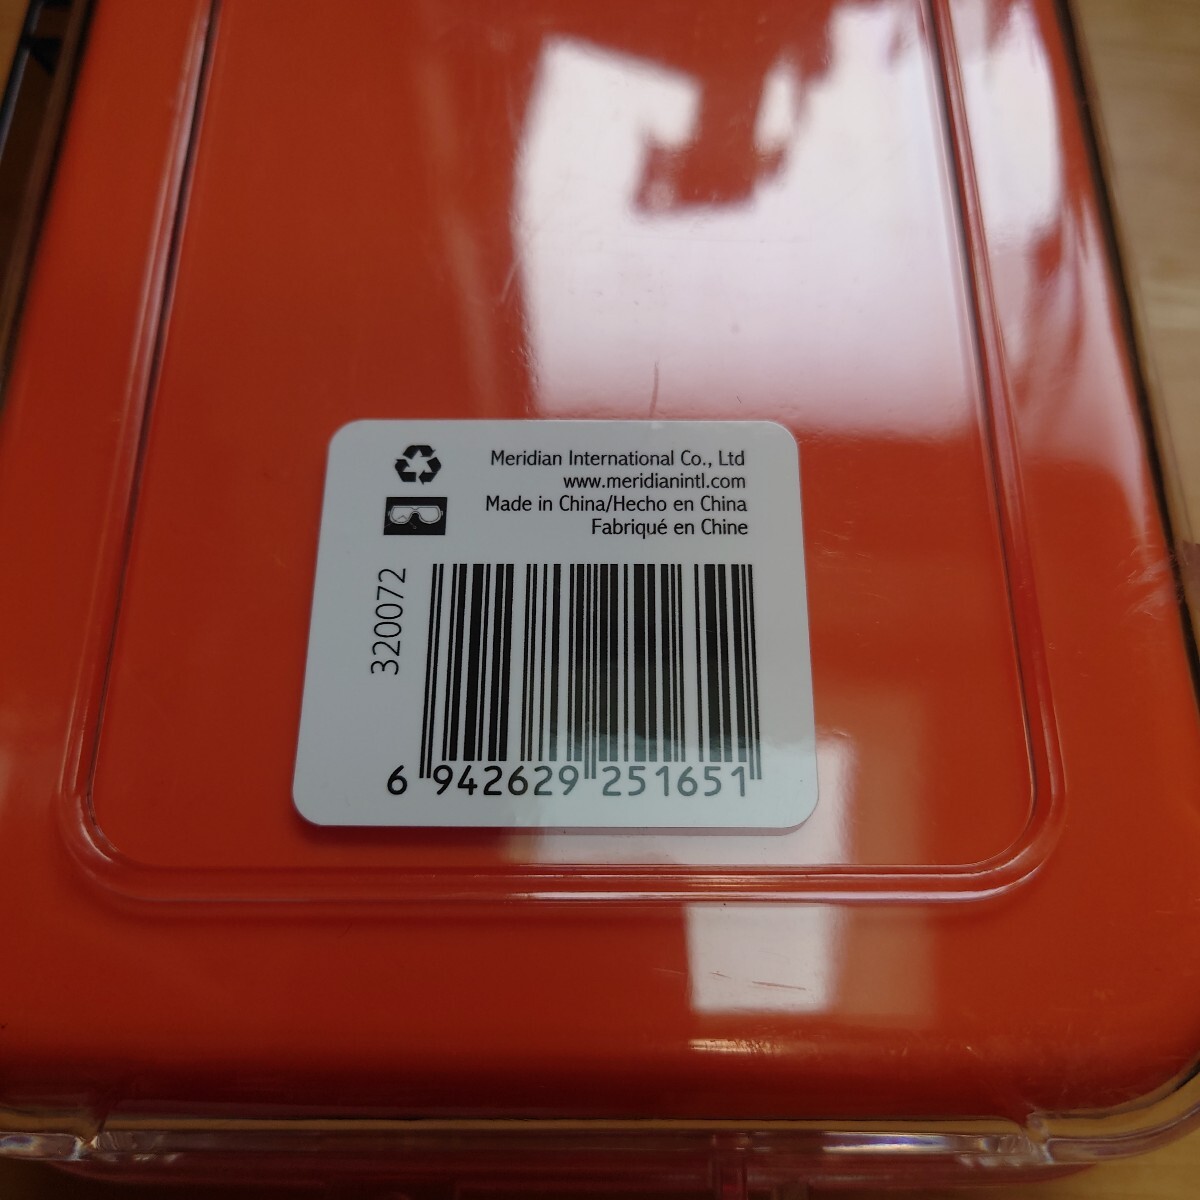 Meridian International Co., Ltd
www.meridianintl.com
Made in China/Hecho en China
Fabriqué en Chine
320072
6 942629 251651